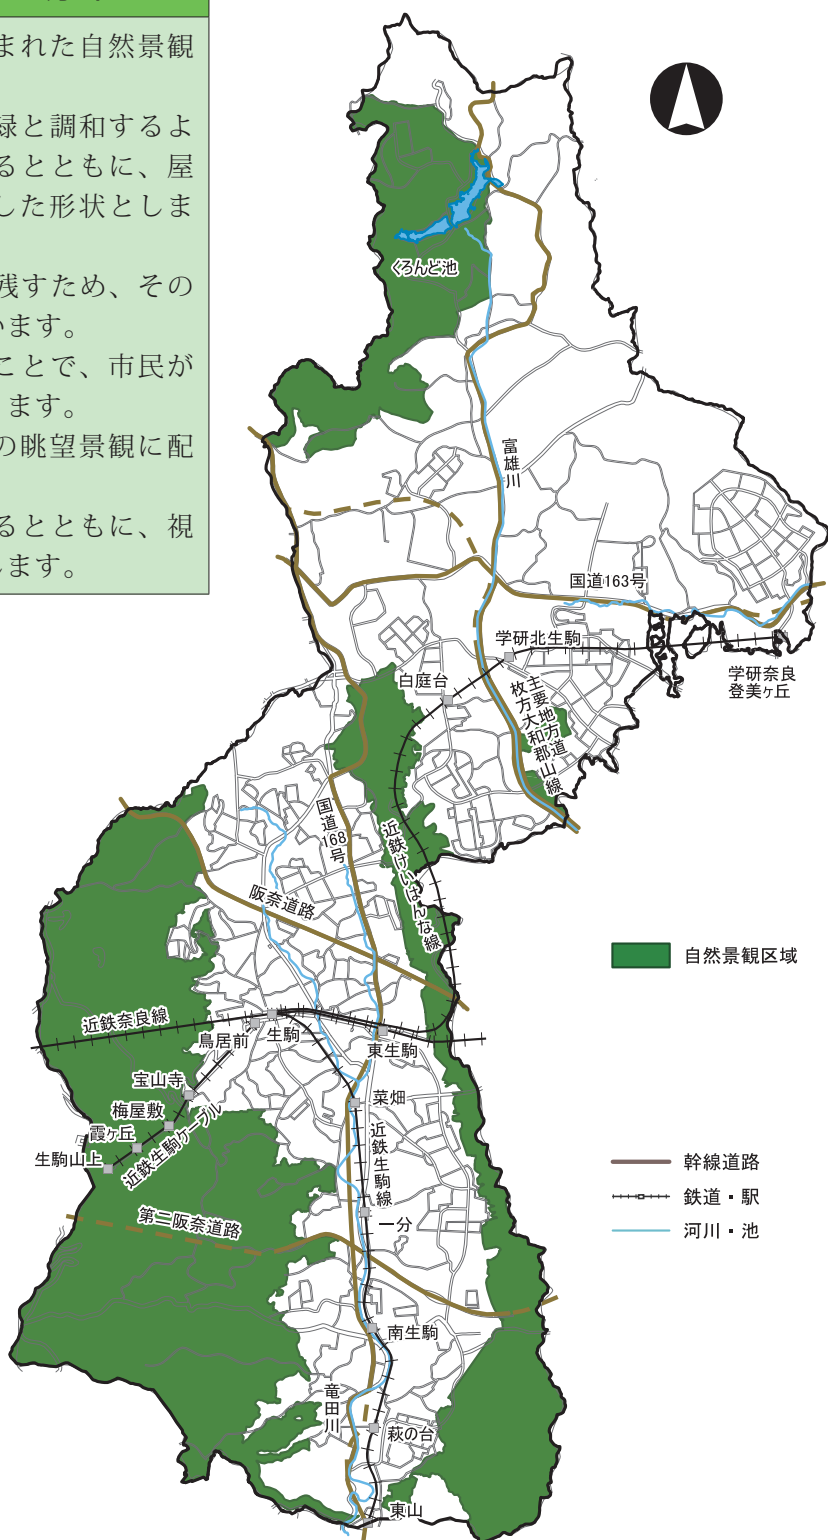 まれた自然景観
緑と調和するよ
るとともに、屋
した形状としま
残すため、その
います。
ことで、市民が
ります。
の眺望景観に配
るとともに、視
します。
くろんど池
富雄川
国道163号
学研北生駒
白庭台
学研奈良
登美ヶ丘
主要地方道
枚方大和郡山線
国道168号
近鉄けいはんな線
阪奈道路
自然景観区域
近鉄奈良線
鳥居前
生駒
東生駒
宝山寺
梅屋敷
霞ヶ丘
生駒山上
近鉄生駒ケーブル
菜畑
近鉄生駒線
一分
第二阪奈道路
幹線道路
鉄道・駅
河川・池
南生駒
竜田川
萩の台
東山